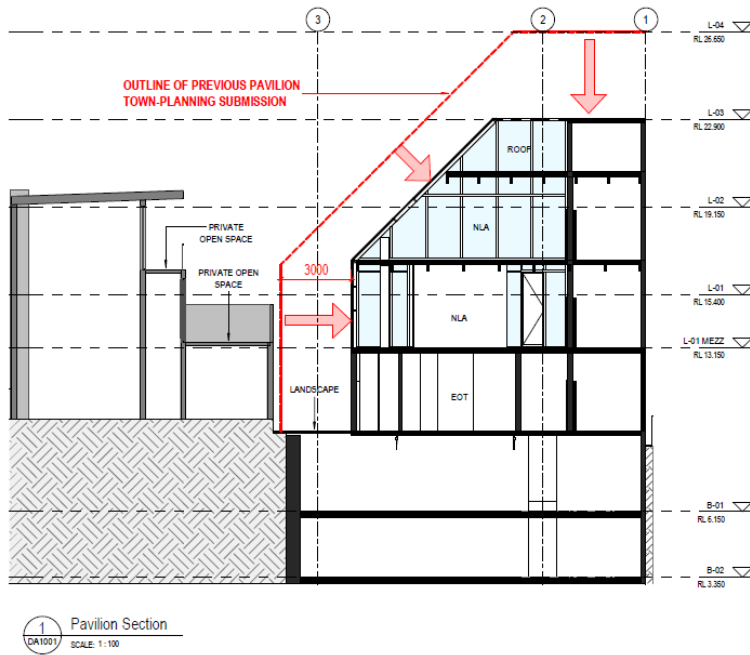 3
2
1
L-04
RL 26.650
OUTLINE OF PREVIOUS PAVILION
TOWN-PLANNING SUBMISSION
L-03
RL 22.900
ROOF
L-02
RL 19.150
PRIVATE
OPEN SPACE
NLA
PRIVATE OPEN
SPACE
3000
L-01
RL 15.400
NLA
L-01 MEZZ
RL 13.150
LANDSCAPE
EOT
B-01
RL 6.150
B-02
RL 3.350
1
DA1001
Pavilion Section
SCALE: 1 : 100